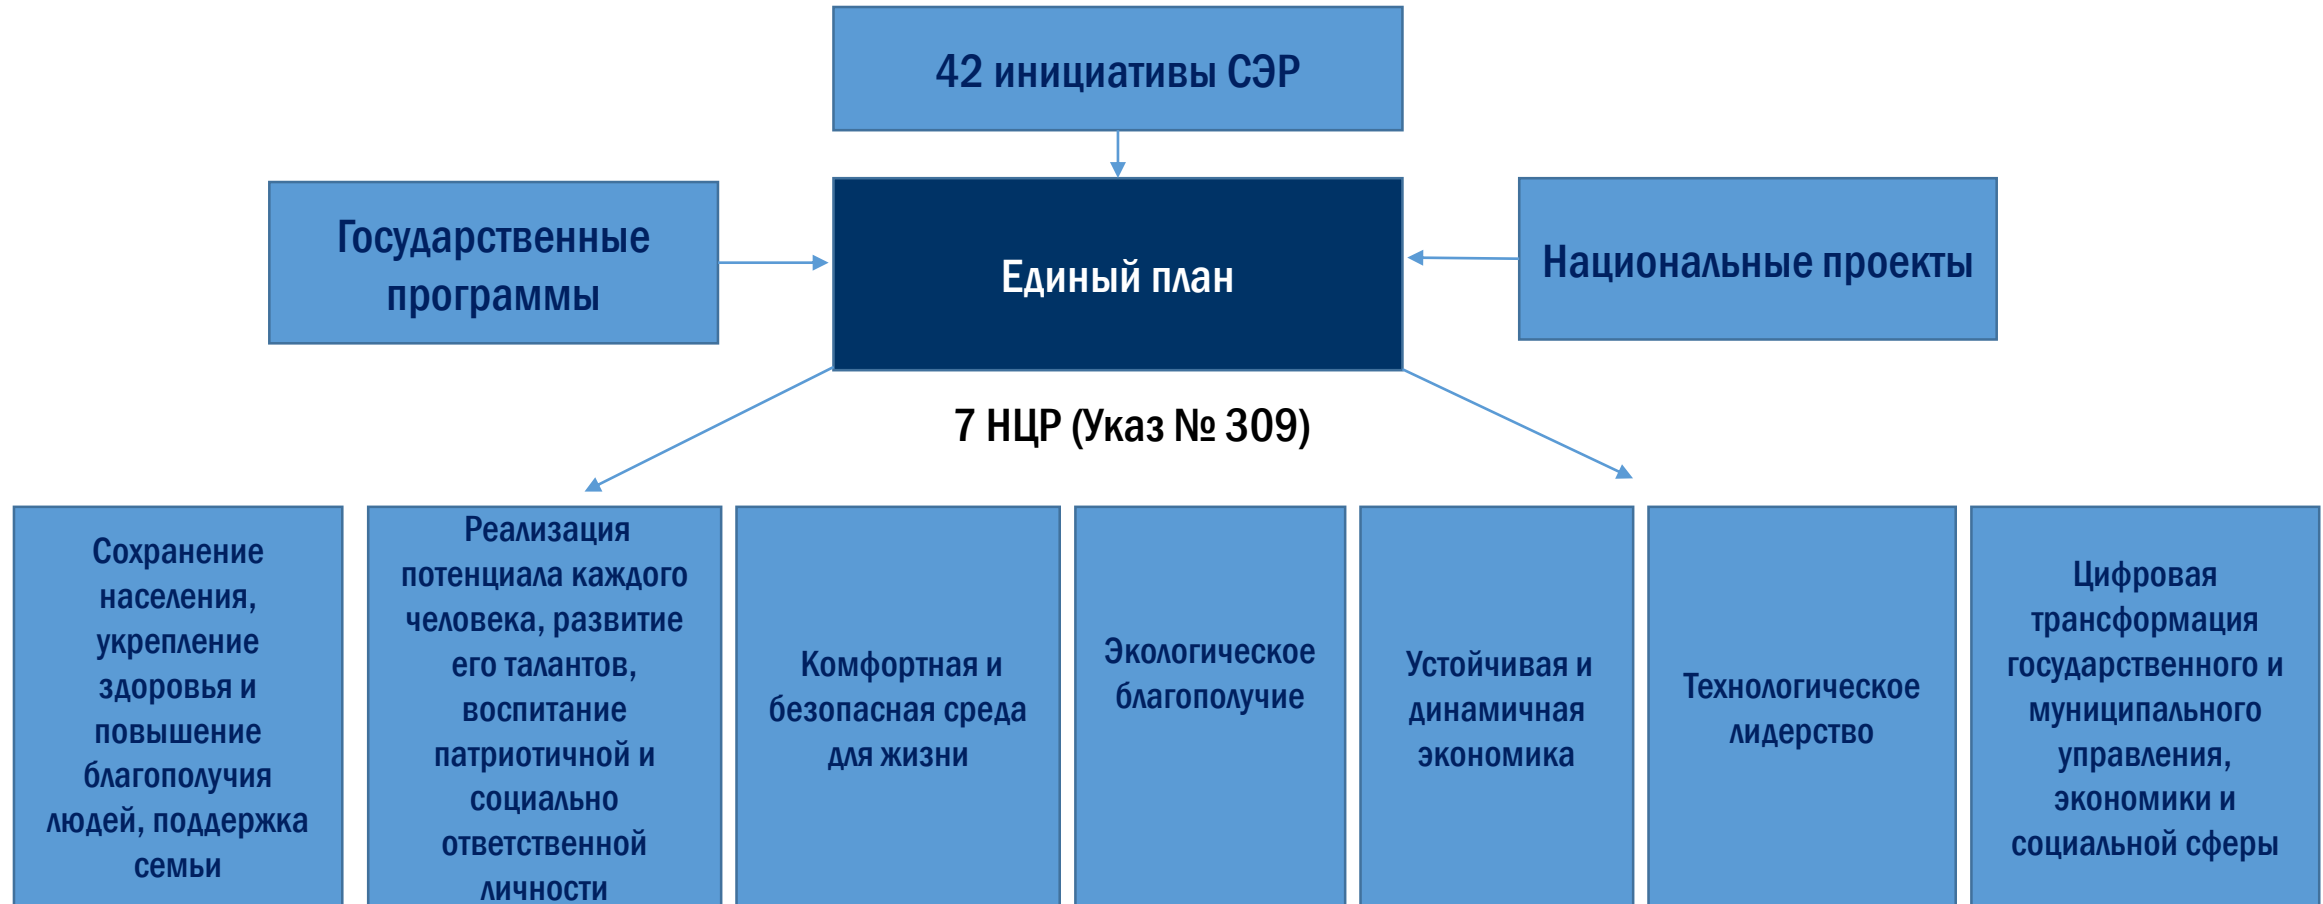 42 инициативы СЭР
Государственные
программы
Единый план
Национальные проекты
7 НЦР (Указ № 309)
Сохранение
населения,
укрепление
здоровья и
повышение
благополучия
людей, поддержка
семьи
Реализация
потенциала каждого
человека, развитие
его талантов,
воспитание
патриотичной и
социально
ответственной
личности
Комфортная и
безопасная среда
для жизни
Экологическое
благополучие
Устойчивая и
динамичная
экономика
Технологическое
лидерство
Цифровая
трансформация
государственного и
муниципального
управления,
экономики и
социальной сферы